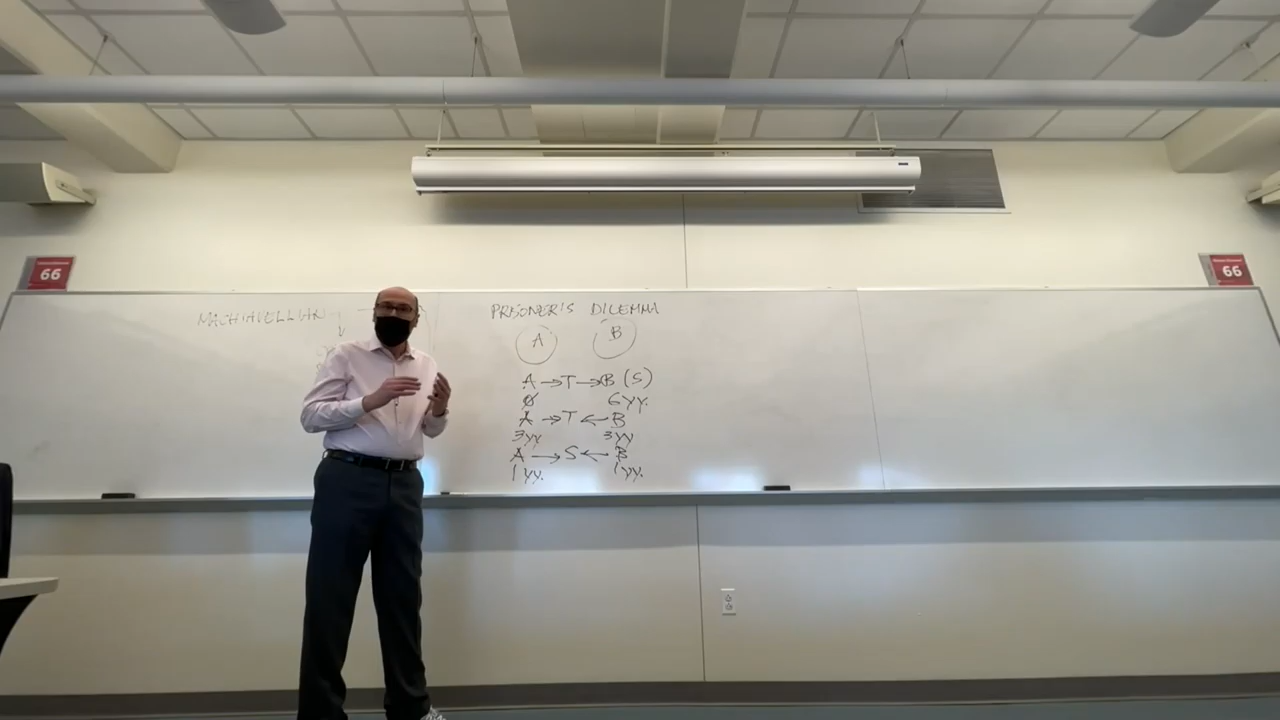 66
66
MACHIAVELLIAN
PRISONER'S DILEMMA
A B
A → T → B (S)
0 6yy.
A → T ← B
3yy 3yy
A → S ← B
1yy. 1yy.